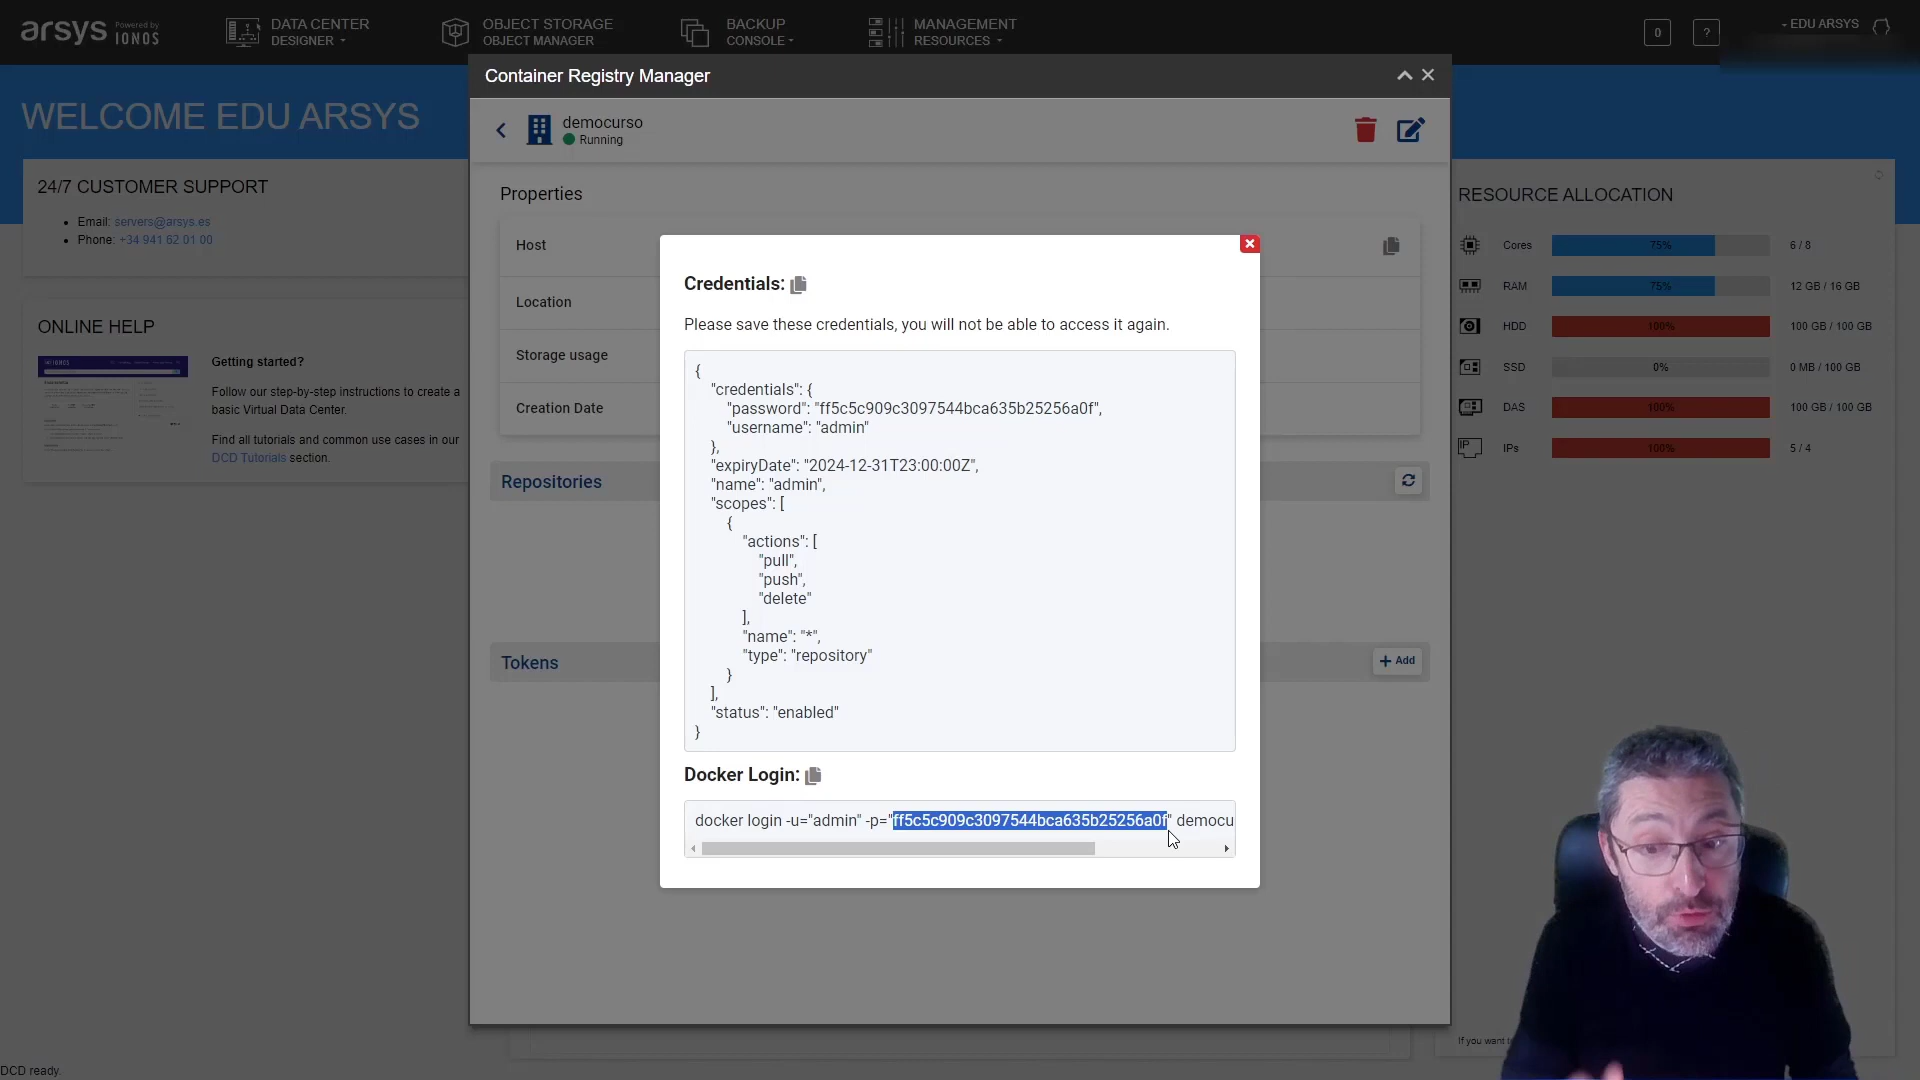 arsys Powered by IONOS
DATA CENTER
DESIGNER
OBJECT STORAGE
OBJECT MANAGER
BACKUP
CONSOLE
MANAGEMENT
RESOURCES
0
?
- EDU ARSYS
Container Registry Manager
WELCOME EDU ARSYS
democurso
Running
24/7 CUSTOMER SUPPORT
Email: servers@arsys.es
Phone: +34 941 62 01 00
ONLINE HELP
Getting started?
Follow our step-by-step instructions to create a
basic Virtual Data Center.
Find all tutorials and common use cases in our
DCD Tutorials section.
Properties
Host
Location
Storage usage
Creation Date
Repositories
Tokens
+ Add
Credentials:
Please save these credentials, you will not be able to access it again.
{
"credentials": {
"password": "ff5c5c909c3097544bca635b25256a0f",
"username": "admin"
},
"expiryDate": "2024-12-31T23:00:00Z",
"name": "admin",
"scopes": [
{
"actions": [
"pull",
"push",
"delete"
],
"name": "*",
"type": "repository"
}
],
"status": "enabled"
}
Docker Login:
docker login -u="admin" -p="ff5c5c909c3097544bca635b25256a0f" democu
RESOURCE ALLOCATION
Cores 75% 6 / 8
RAM 75% 12 GB / 16 GB
HDD 100% 100 GB / 100 GB
SSD 0% 0 MB / 100 GB
DAS 100% 100 GB / 100 GB
IP IPs 100% 5 / 4
If you want
DCD ready.